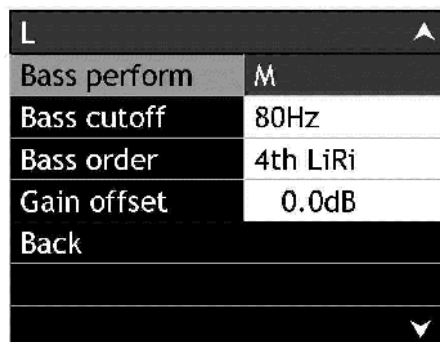 L
Bass perform M
Bass cutoff 80Hz
Bass order 4th LiRi
Gain offset 0.0dB
Back